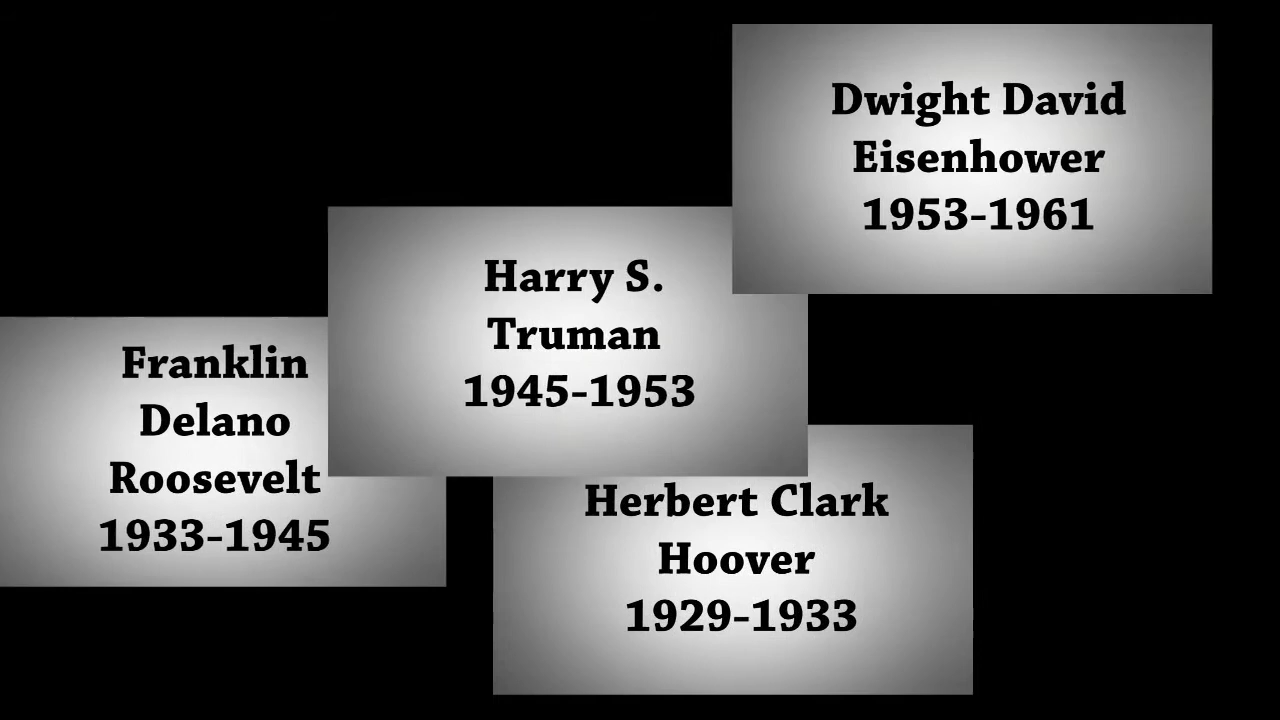 Dwight David
Eisenhower
1953-1961
Harry S.
Truman
1945-1953
Franklin
Delano
Roosevelt
1933-1945
Herbert Clark
Hoover
1929-1933